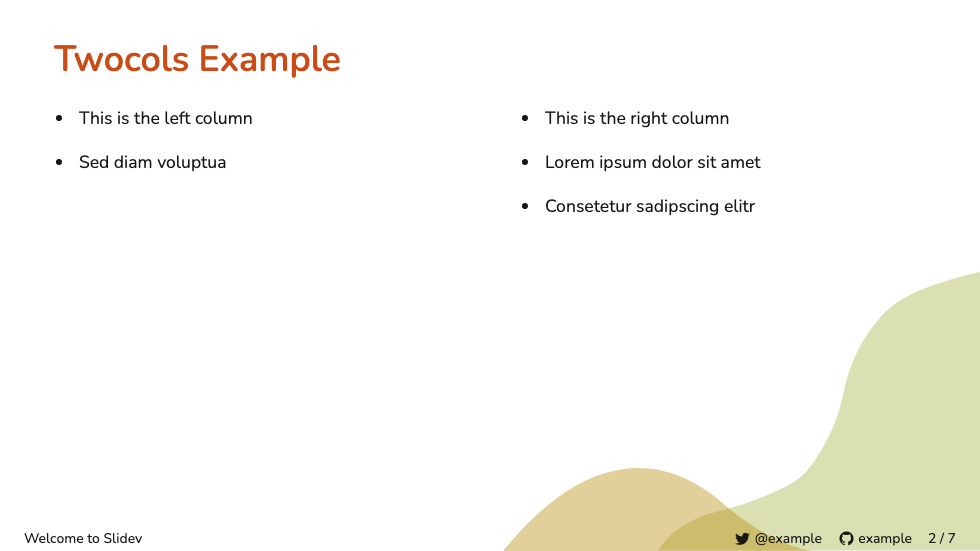 Twocols Example
This is the left column
Sed diam voluptua
This is the right column
Lorem ipsum dolor sit amet
Consetetur sadipscing elitr
Welcome to Slidev
@example example 2 / 7